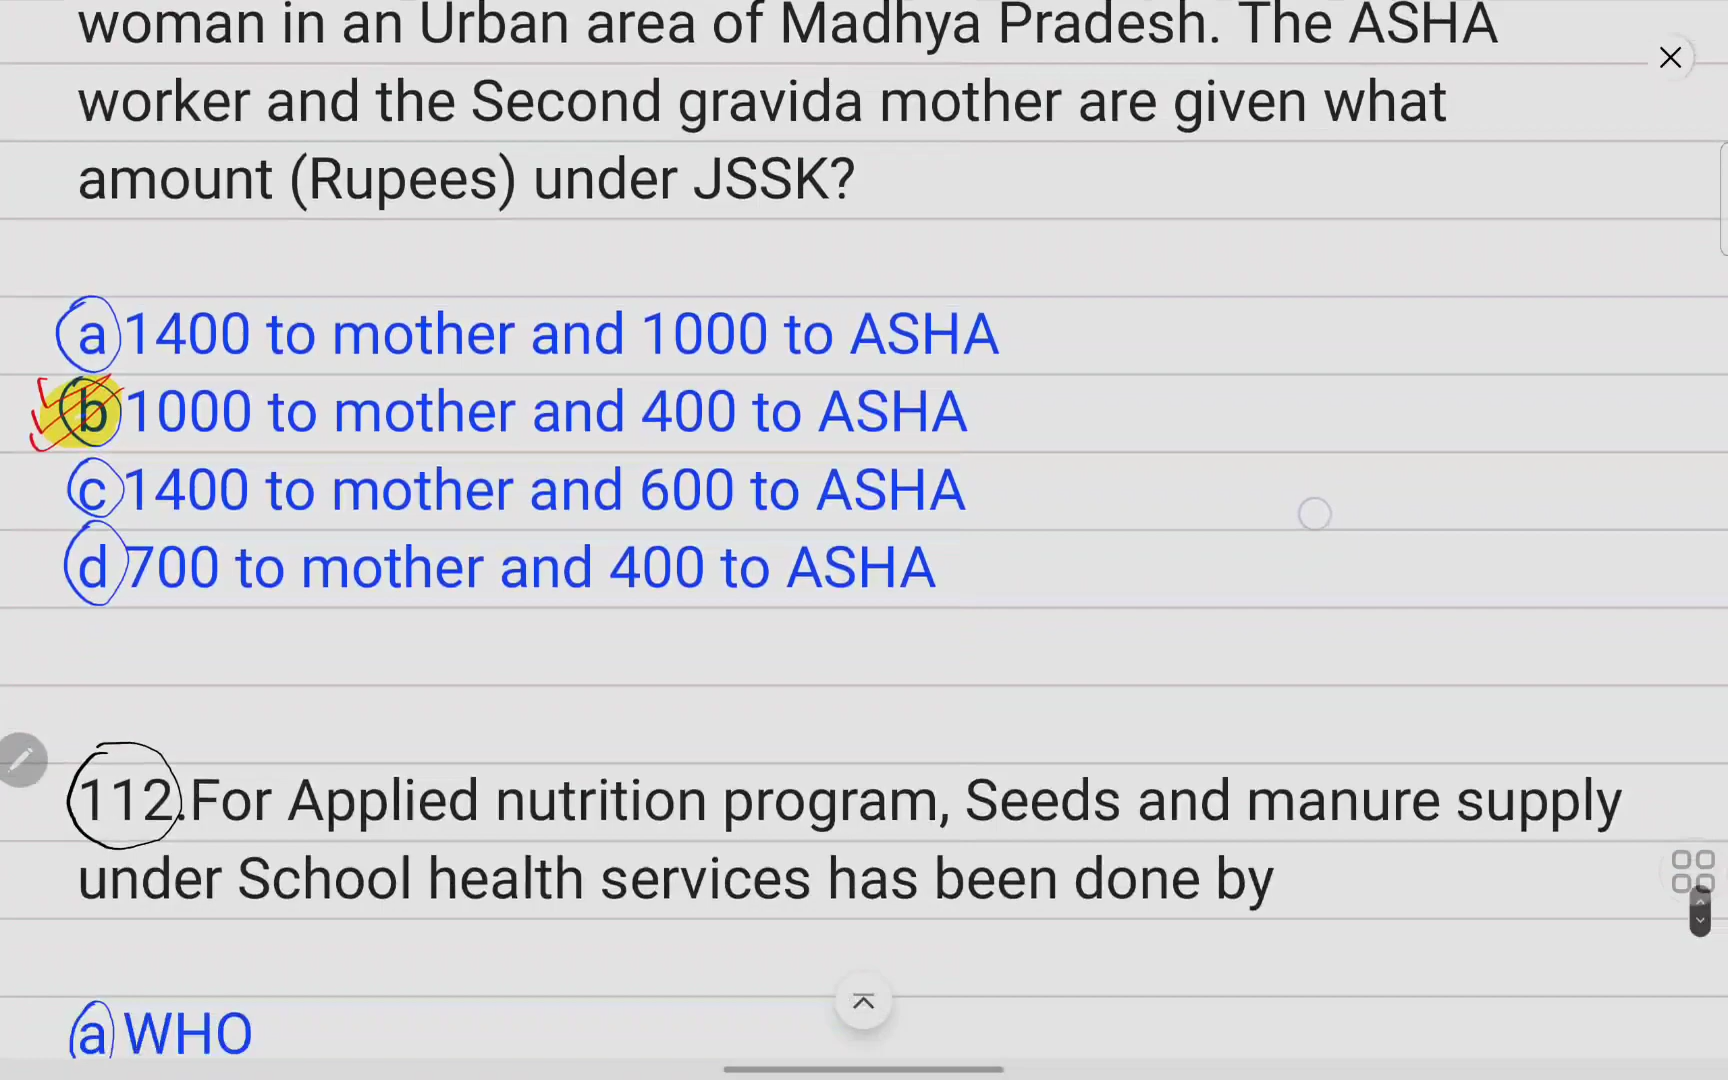 woman in an Urban area of Madhya Pradesh. The ASHA
worker and the Second gravida mother are given what
amount (Rupees) under JSSK?
a 1400 to mother and 1000 to ASHA
b 1000 to mother and 400 to ASHA
c 1400 to mother and 600 to ASHA
d 700 to mother and 400 to ASHA
112.For Applied nutrition program, Seeds and manure supply
under School health services has been done by
a WHO